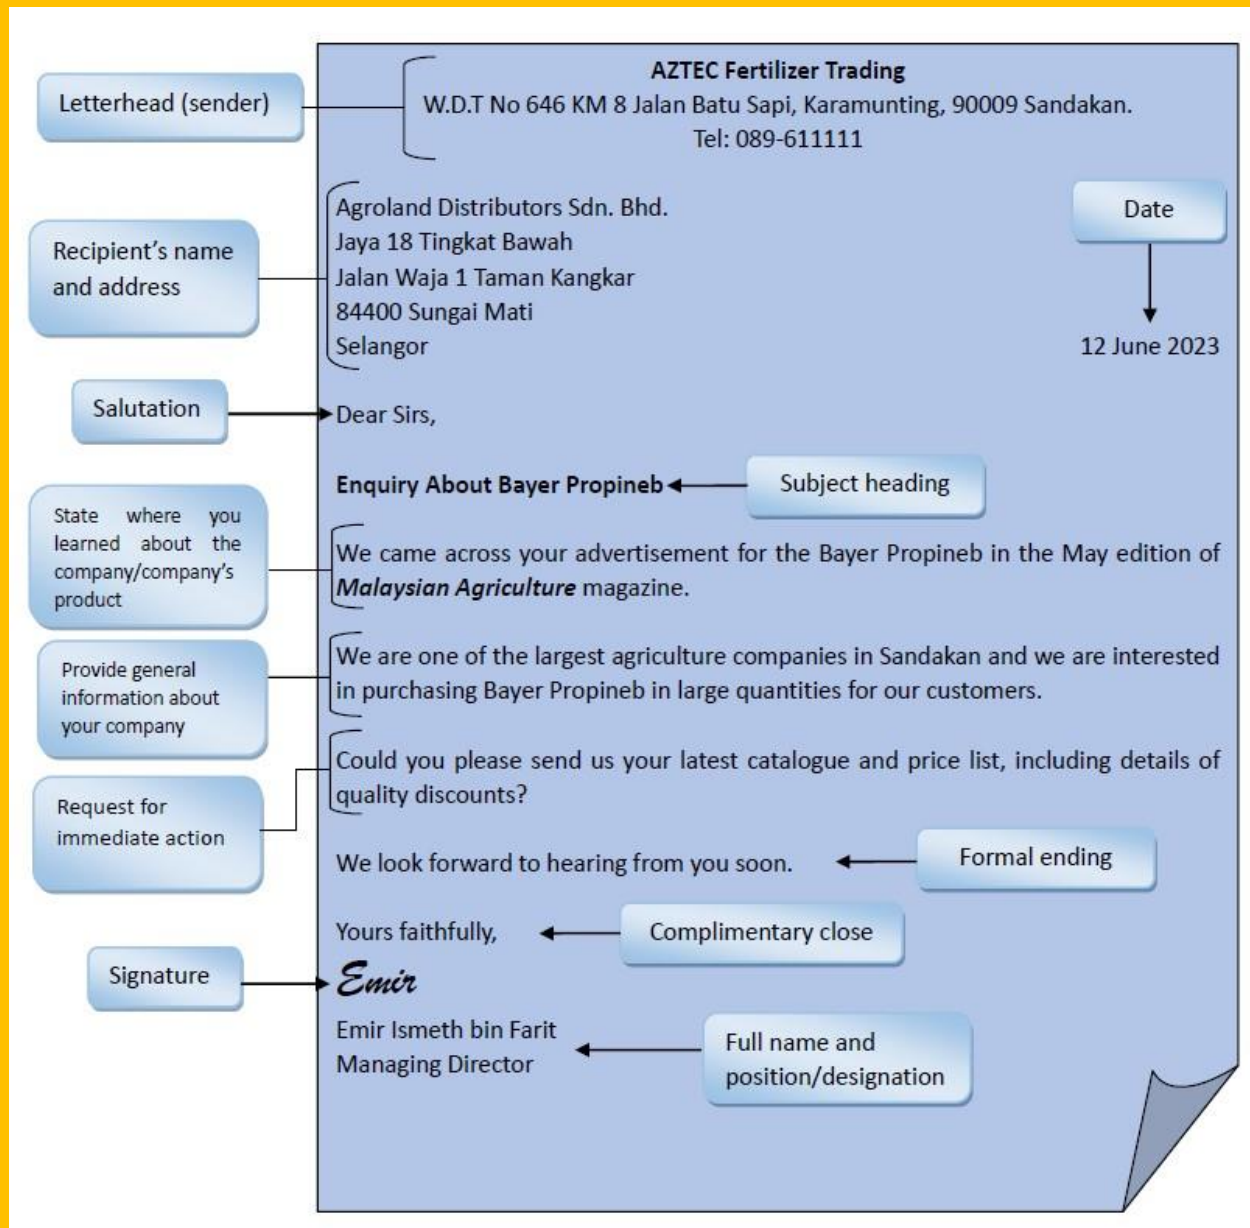 AZTEC Fertilizer Trading
Letterhead (sender)
W.D.T No 646 KM 8 Jalan Batu Sapi, Karamunting, 90009 Sandakan.
Tel: 089-611111
Recipient's name
and address
Agroland Distributors Sdn. Bhd.
Jaya 18 Tingkat Bawah
Jalan Waja 1 Taman Kangkar
84400 Sungai Mati
Selangor
Date
12 June 2023
Salutation
Dear Sirs,
Enquiry About Bayer Propineb
Subject heading
State where you
learned about the
company/company's
product
We came across your advertisement for the Bayer Propineb in the May edition of
Malaysian Agriculture magazine.
Provide general
information about
your company
We are one of the largest agriculture companies in Sandakan and we are interested
in purchasing Bayer Propineb in large quantities for our customers.
Request for
immediate action
Could you please send us your latest catalogue and price list, including details of
quality discounts?
We look forward to hearing from you soon.
Formal ending
Yours faithfully,
Complimentary close
Signature
Emir
Emir Ismeth bin Farit
Managing Director
Full name and
position/designation